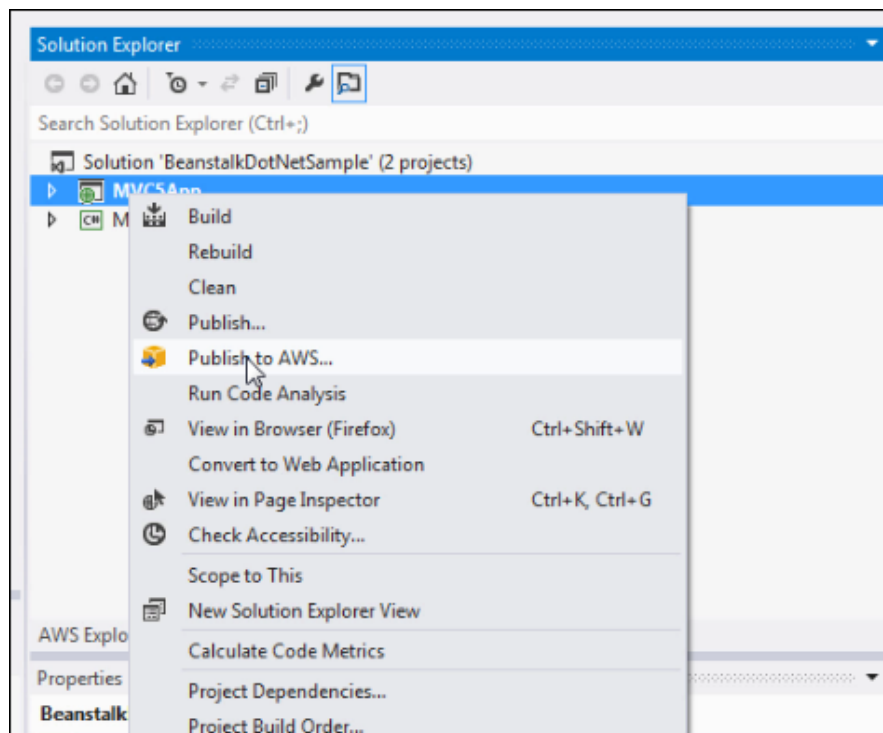 Solution Explorer
Search Solution Explorer (Ctrl+;)
Solution 'BeanstalkDotNetSample' (2 projects)
MVC5App
C# M
Build
Rebuild
Clean
Publish...
Publish to AWS...
Run Code Analysis
View in Browser (Firefox) Ctrl+Shift+W
Convert to Web Application
View in Page Inspector Ctrl+K, Ctrl+G
Check Accessibility...
Scope to This
New Solution Explorer View
AWS Explo
Calculate Code Metrics
Properties
Project Dependencies...
Beanstalk
Project Build Order...